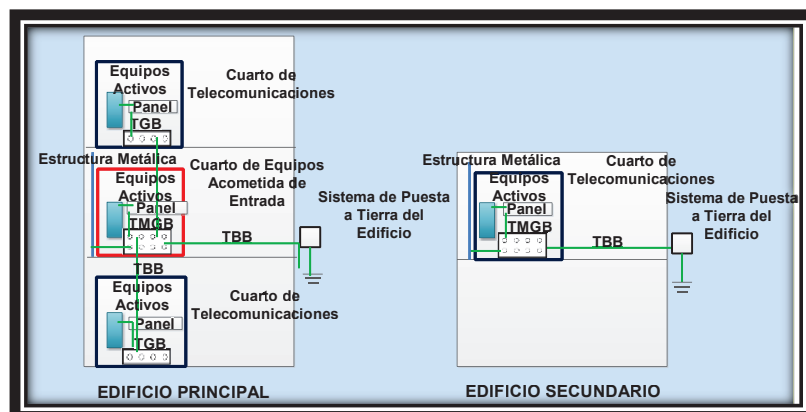 Equipos
Activos
Panel
TGB
Cuarto de
Telecomunicaciones
Estructura Metálica
Equipos
Activos
Panel
TMGB
Cuarto de Equipos
Acometida de
Entrada
TBB
Sistema de Puesta
a Tierra del
Edificio
TBB
Equipos
Activos
Panel
TGB
Cuarto de
Telecomunicaciones
EDIFICIO PRINCIPAL
Estructura Metálica
Equipos
Activos
Panel
TMGB
Cuarto de
Telecomunicaciones
TBB
Sistema de Puesta
a Tierra del
Edificio
EDIFICIO SECUNDARIO